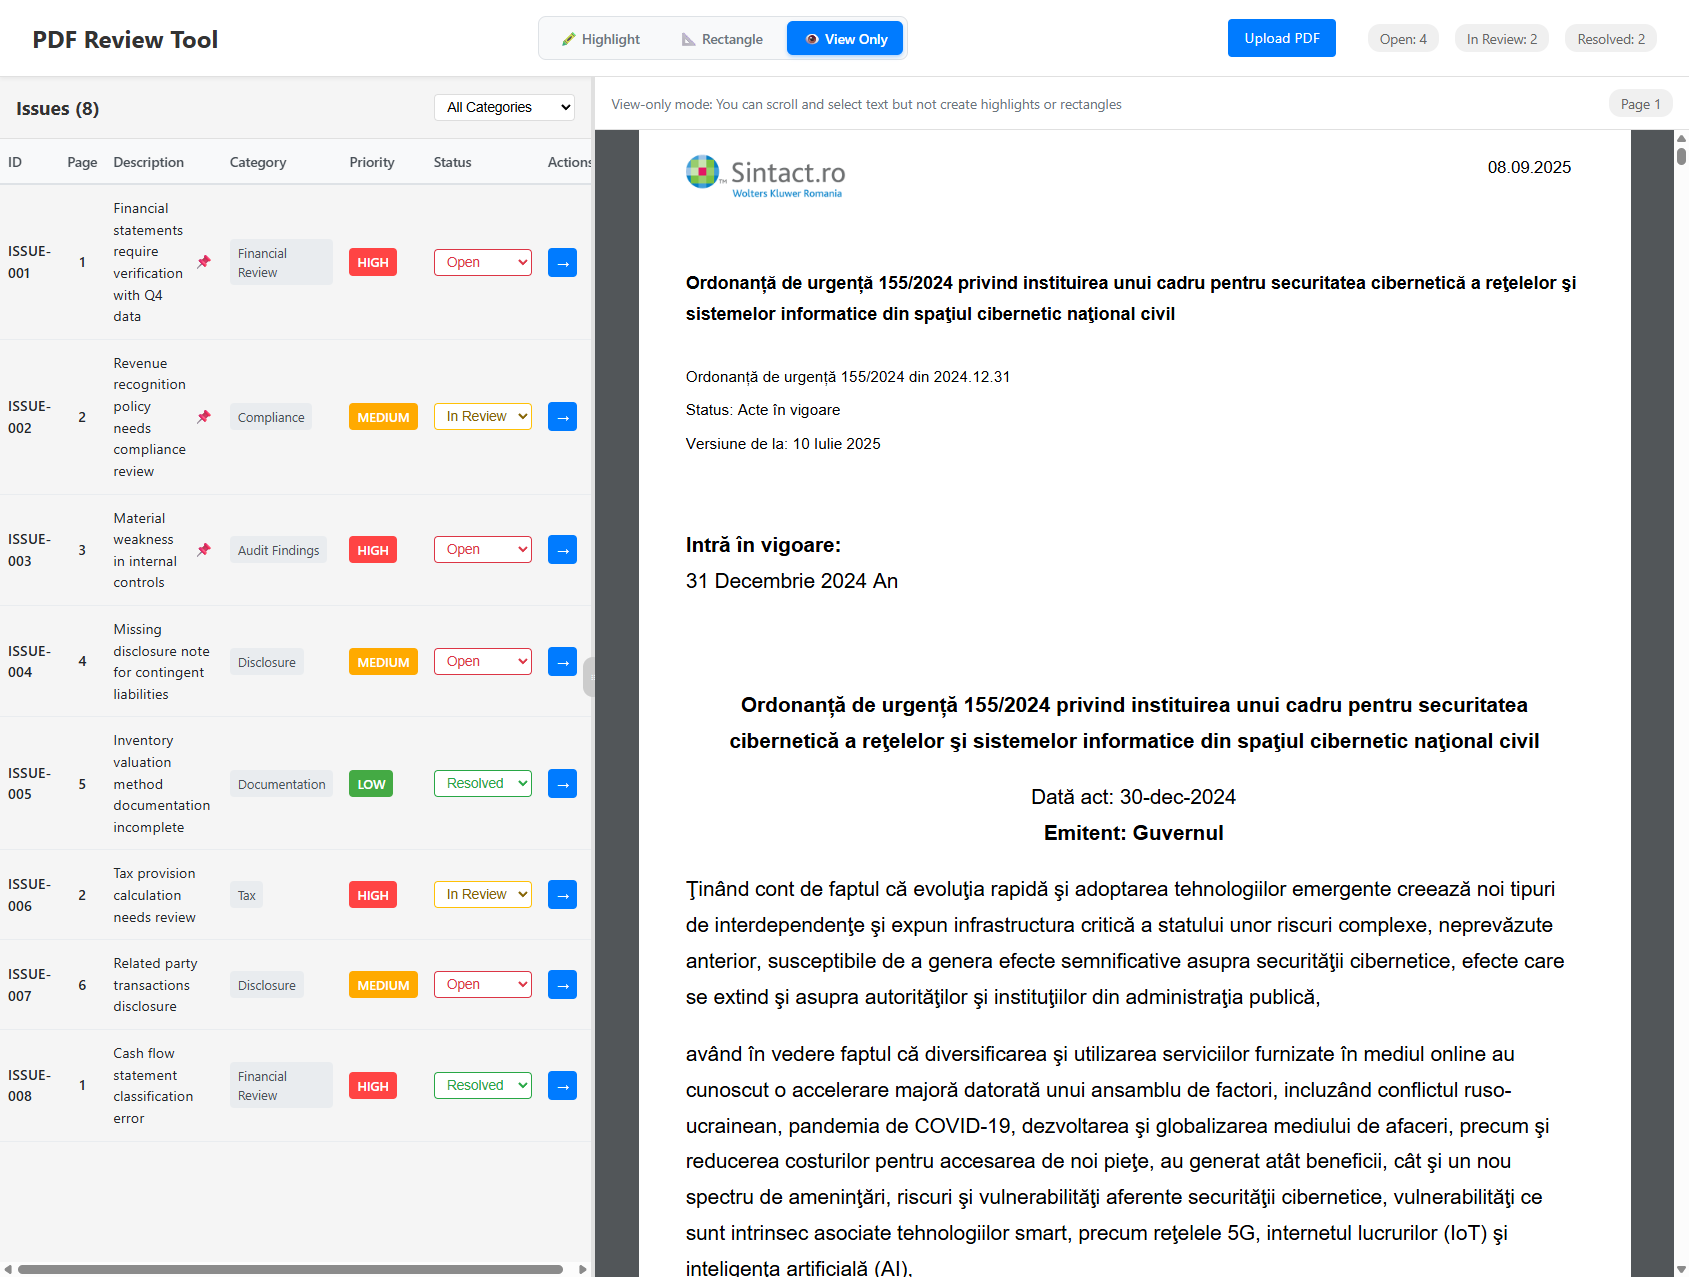 PDF Review Tool
Highlight
Rectangle
View Only
Upload PDF
Open: 4
In Review: 2
Resolved: 2
Issues (8)
All Categories
ID Page Description Category Priority Status Actions
ISSUE-001
1
Financial statements require verification with Q4 data
Financial Review
HIGH
Open
→
ISSUE-002
2
Revenue recognition policy needs compliance review
Compliance
MEDIUM
In Review
→
ISSUE-003
3
Material weakness in internal controls
Audit Findings
HIGH
Open
→
ISSUE-004
4
Missing disclosure note for contingent liabilities
Disclosure
MEDIUM
Open
→
ISSUE-005
5
Inventory valuation method documentation incomplete
Documentation
LOW
Resolved
→
ISSUE-006
2
Tax provision calculation needs review
Tax
HIGH
In Review
→
ISSUE-007
6
Related party transactions disclosure
Disclosure
MEDIUM
Open
→
ISSUE-008
1
Cash flow statement classification error
Financial Review
HIGH
Resolved
→
View-only mode: You can scroll and select text but not create highlights or rectangles
Page 1
Sintact.ro
TM
Wolters Kluwer Romania
08.09.2025
Ordonanță de urgență 155/2024 privind instituirea unui cadru pentru securitatea cibernetică a reţelelor şi
sistemelor informatice din spaţiul cibernetic naţional civil
Ordonanță de urgență 155/2024 din 2024.12.31
Status: Acte în vigoare
Versiune de la: 10 Iulie 2025
Intră în vigoare:
31 Decembrie 2024 An
Ordonanță de urgență 155/2024 privind instituirea unui cadru pentru securitatea
cibernetică a reţelelor şi sistemelor informatice din spaţiul cibernetic naţional civil
Dată act: 30-dec-2024
Emitent: Guvernul
Ţinând cont de faptul că evoluţia rapidă şi adoptarea tehnologiilor emergente creează noi tipuri
de interdependenţe şi expun infrastructura critică a statului unor riscuri complexe, neprevăzute
anterior, susceptibile de a genera efecte semnificative asupra securităţii cibernetice, efecte care
se extind şi asupra autorităţilor şi instituţiilor din administraţia publică,
având în vedere faptul că diversificarea şi utilizarea serviciilor furnizate în mediul online au
cunoscut o accelerare majoră datorată unui ansamblu de factori, incluzând conflictul ruso-
ucrainean, pandemia de COVID-19, dezvoltarea şi globalizarea mediului de afaceri, precum şi
reducerea costurilor pentru accesarea de noi pieţe, au generat atât beneficii, cât şi un nou
spectru de ameninţări, riscuri şi vulnerabilităţi aferente securităţii cibernetice, vulnerabilităţi ce
sunt intrinsec asociate tehnologiilor smart, precum reţelele 5G, internetul lucrurilor (IoT) şi
inteligenţa artificială (AI),